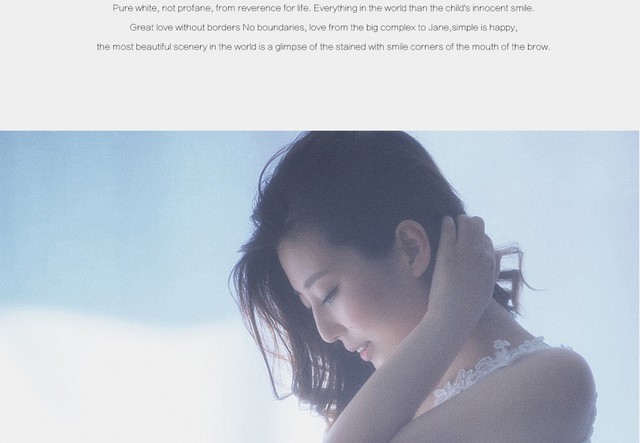 Pure white, not profane, from reverence for life. Everything in the world than the child's innocent smile.
Great love without borders No boundaries, love from the big complex to Jane,simple is happy,
the most beautiful scenery in the world is a glimpse of the stained with smile corners of the mouth of the brow.